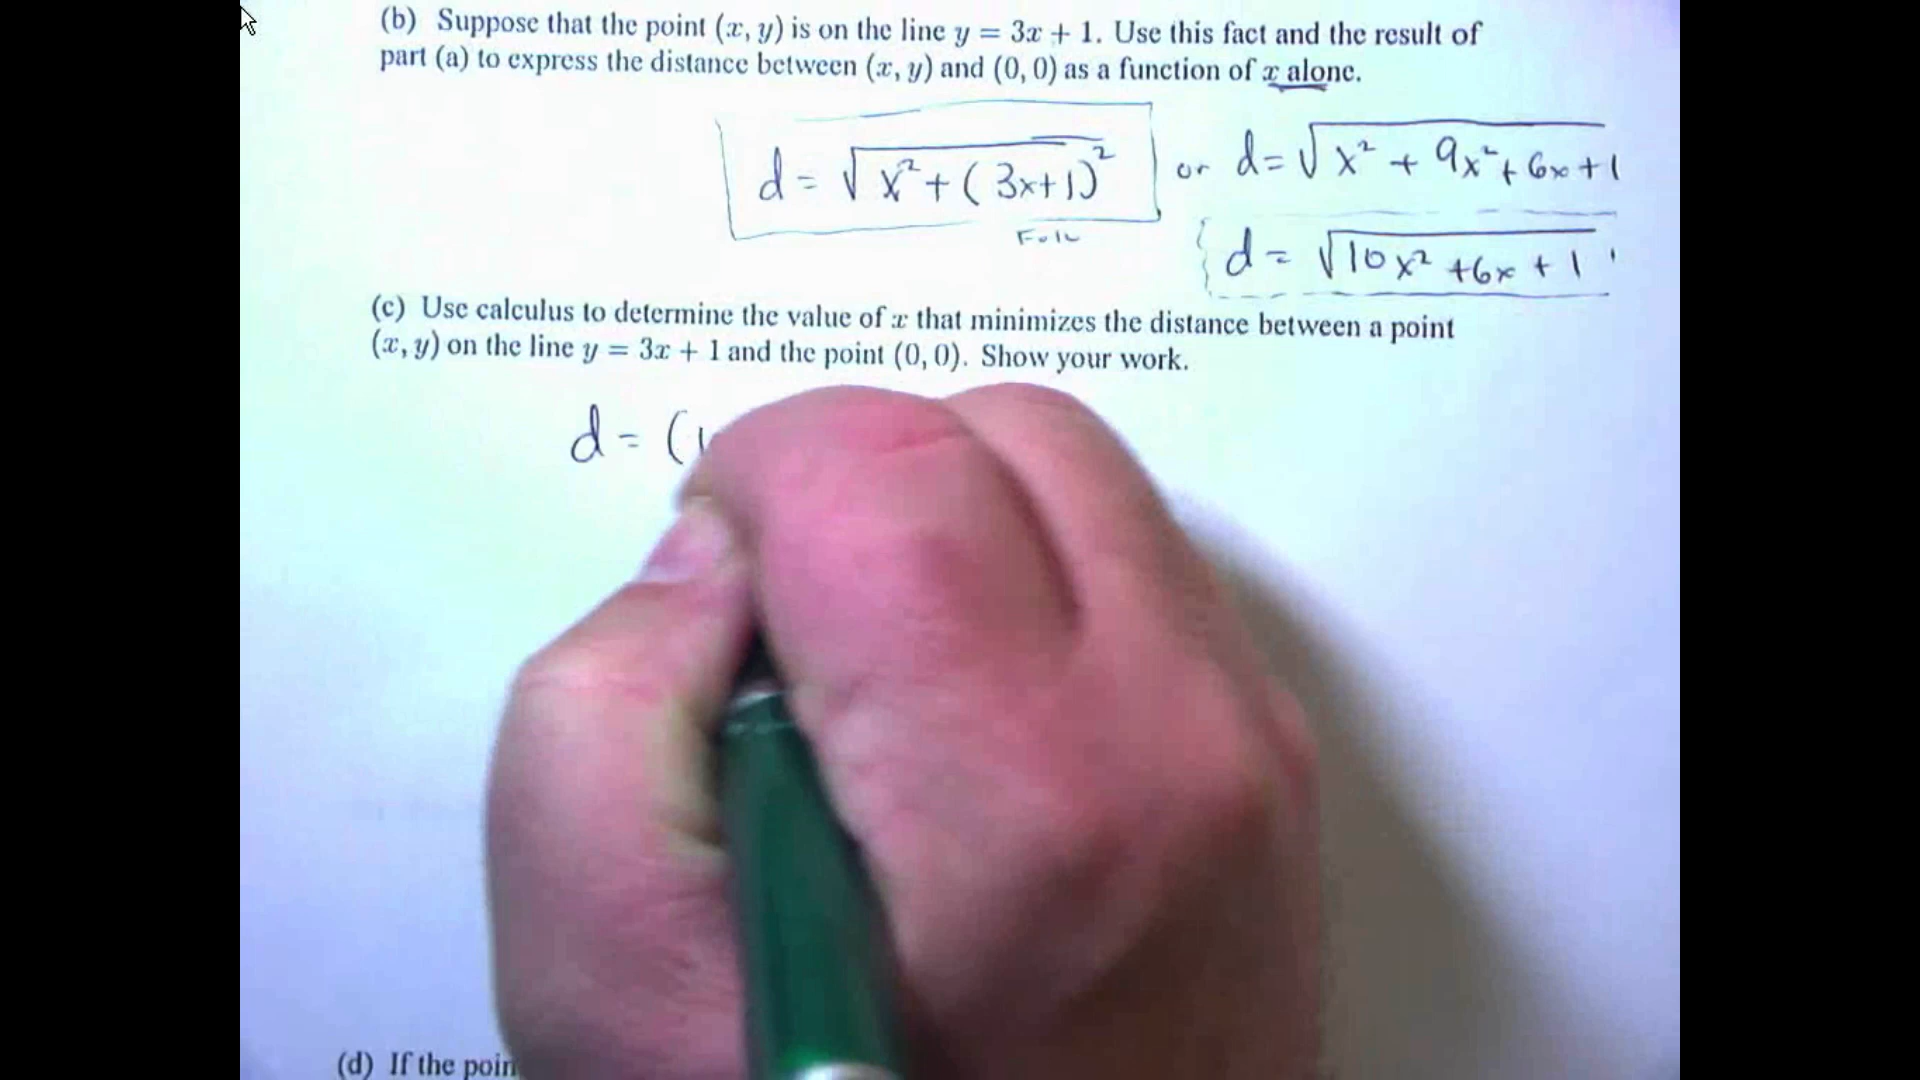 (b) Suppose that the point (x, y) is on the line y = 3x + 1. Use this fact and the result of
part (a) to express the distance between (x, y) and (0, 0) as a function of x alone.
d = √x² + (3x+1)² or d = √x² + 9x² + 6x + 1
d = √10x² + 6x + 1
(c) Use calculus to determine the value of x that minimizes the distance between a point
(x, y) on the line y = 3x + 1 and the point (0, 0). Show your work.
d = (1
(d) If the poin